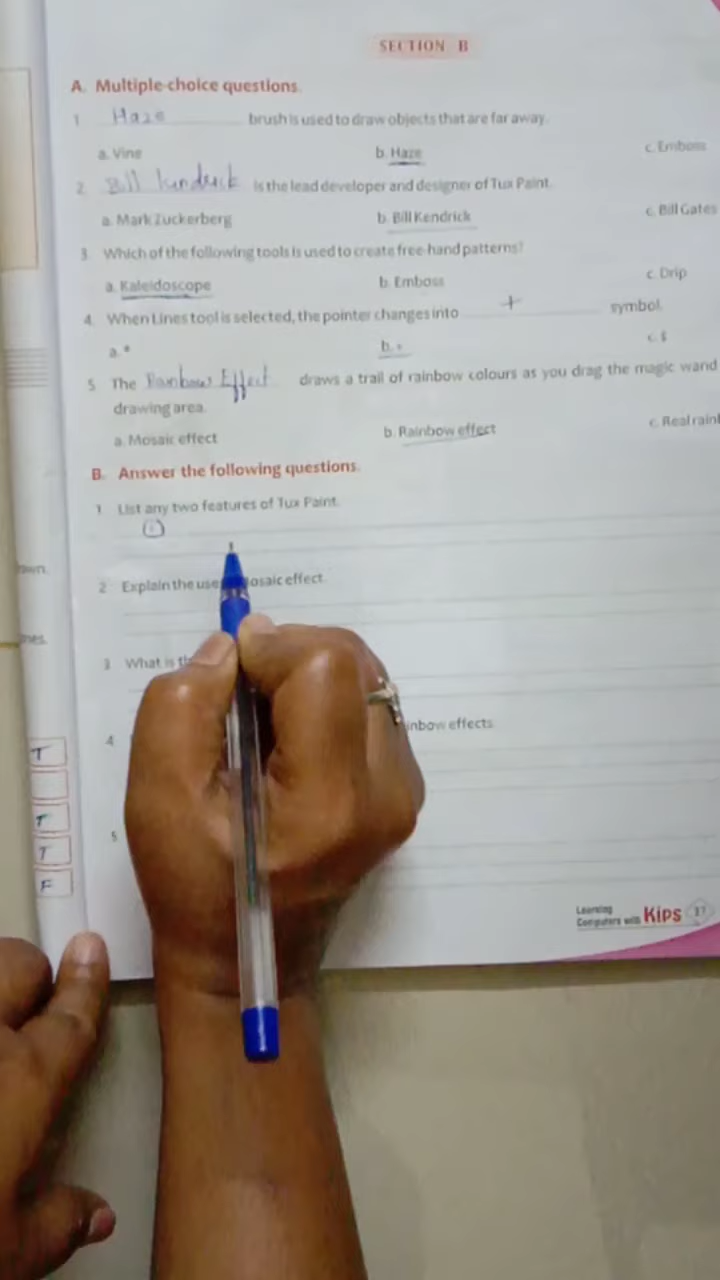 SECTION B
A. Multiple-choice questions.
1. Haze brush is used to draw objects that are far away.
a. Vine b. Haze c. Emboss
2. Bill Kendrick is the lead developer and designer of Tux Paint.
a. Mark Zuckerberg b. Bill Kendrick c. Bill Gates
3. Which of the following tools is used to create free-hand patterns?
a. Kaleidoscope b. Emboss c. Drip
4. When Lines tool is selected, the pointer changes into + symbol.
a. * b. + c. $
5. The Rainbow Effect draws a trail of rainbow colours as you drag the magic wand
drawing area.
a. Mosaic effect b. Rainbow effect c. Real
B. Answer the following questions.
1 List any two features of Tux Paint.
2 Explain the use mosaic effect.
3 What is
4 inbow effects
5
T
T
T
F
Learning
Computers with Kips 37